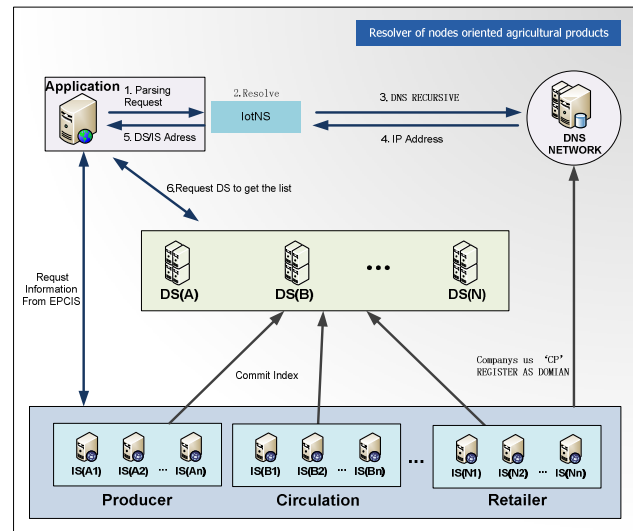 Resolver of nodes oriented agricultural products
Application
1. Parsing
Request
2.Resolve
IotNS
3. DNS RECURSIVE
4. IP Address
5. DS/IS Adress
DNS
NETWORK
6.Request DS to get the list
Requst
Information
From EPCIS
DS(A)
DS(B)
•••
DS(N)
Commit Index
Companys us ‘CP’
REGISTER AS DOMIAN
IS(A1) IS(A2) ... IS(An)
IS(B1) IS(B2) ... IS(Bn)
...
IS(N1) IS(N2) ... IS(Nn)
Producer
Circulation
Retailer